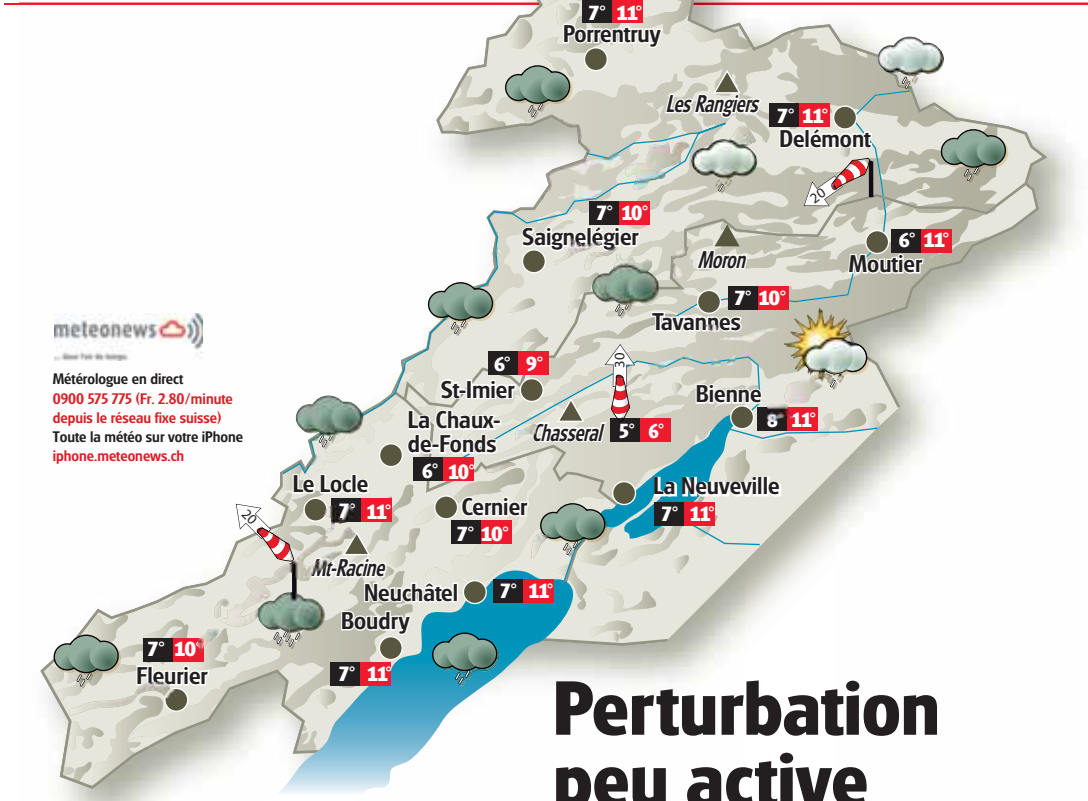 7° 11°
Porrentruy
Les Rangiers
7° 11°
Delémont
20
7° 10°
Saignelégier
Moron
6° 11°
Moutier
7° 10°
Tavannes
meteonews
Métérologue en direct
0900 575 775 (Fr. 2.80/minute
depuis le réseau fixe suisse)
Toute la météo sur votre iPhone
iphone.meteonews.ch
6° 9°
St-Imier
30
Bienne
8° 11°
Chasseral 5° 6°
La Chaux-
de-Fonds
6° 10°
Le Locle
7° 11°
Cernier
7° 10°
La Neuveville
7° 11°
20
Mt-Racine
Neuchâtel 7° 11°
Boudry
7° 11°
7° 10°
Fleurier
Perturbation
peu active